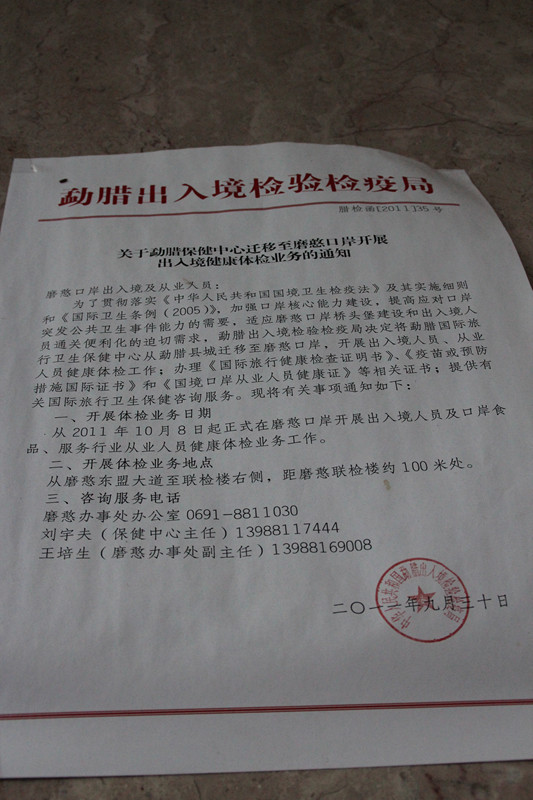 勐腊出入境检验检疫局
腊检函[2011]35 号
关于勐腊保健中心迁移至磨憨口岸开展
出入境健康体检业务的通知
磨憨口岸出入境及从业人员：
为了贯彻落实《中华人民共和国国境卫生检疫法》及其实施细则
和《国际卫生条例（2005）》，加强口岸核心能力建设，提高应对口岸
突发公共卫生事件能力的需要，适应磨憨口岸桥头堡建设和出入境人
员通关便利化的迫切需求，勐腊出入境检验检疫局决定将勐腊国际旅
行卫生保健中心从勐腊县城迁移至磨憨口岸，开展出入境人员、从业
人员健康体检工作；办理《国际旅行健康检查证明书》、《疫苗或预防
措施国际证书》和《国境口岸从业人员健康证》等相关证书；提供有
关国际旅行卫生保健咨询服务。现将有关事项通知如下：
一、开展体检业务日期
从 2011 年 10 月 8 日起正式在磨憨口岸开展出入境人员及口岸食
品、服务行业从业人员健康体检业务工作。
二、开展体检业务地点
从磨憨东盟大道至联检楼右侧，距磨憨联检楼约 100 米处。
三、咨询服务电话
磨憨办事处办公室 0691-8811030
刘宇夫（保健中心主任）13988117444
王培生（磨憨办事处副主任）13988169008
二〇一一年九月三十日
中华人民共和国勐腊出入境检验检疫局